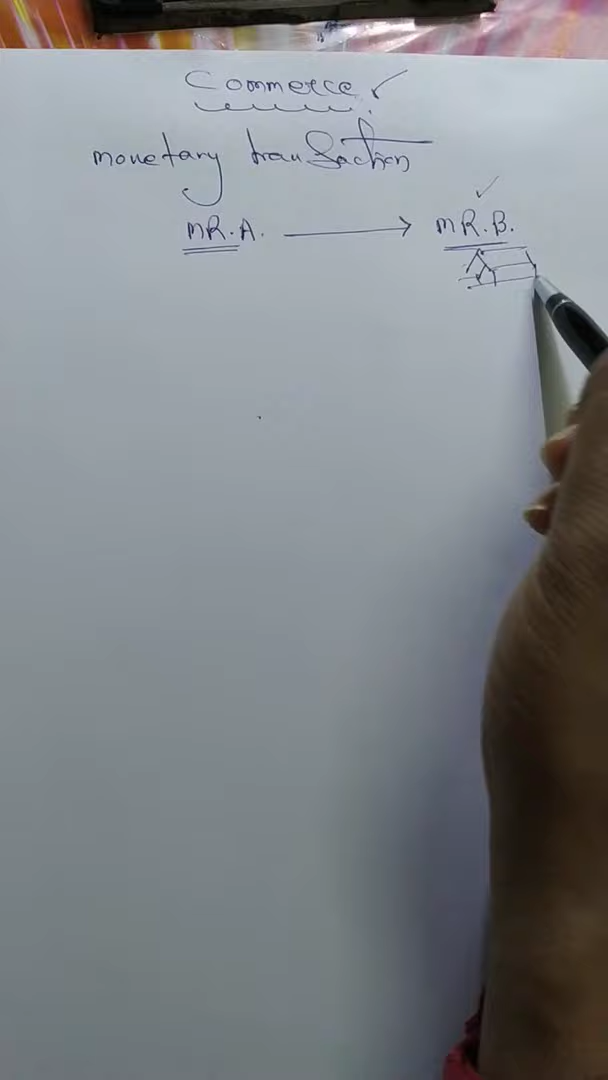 Commerce ✓
monetary transaction
MR.A. → MR.B.